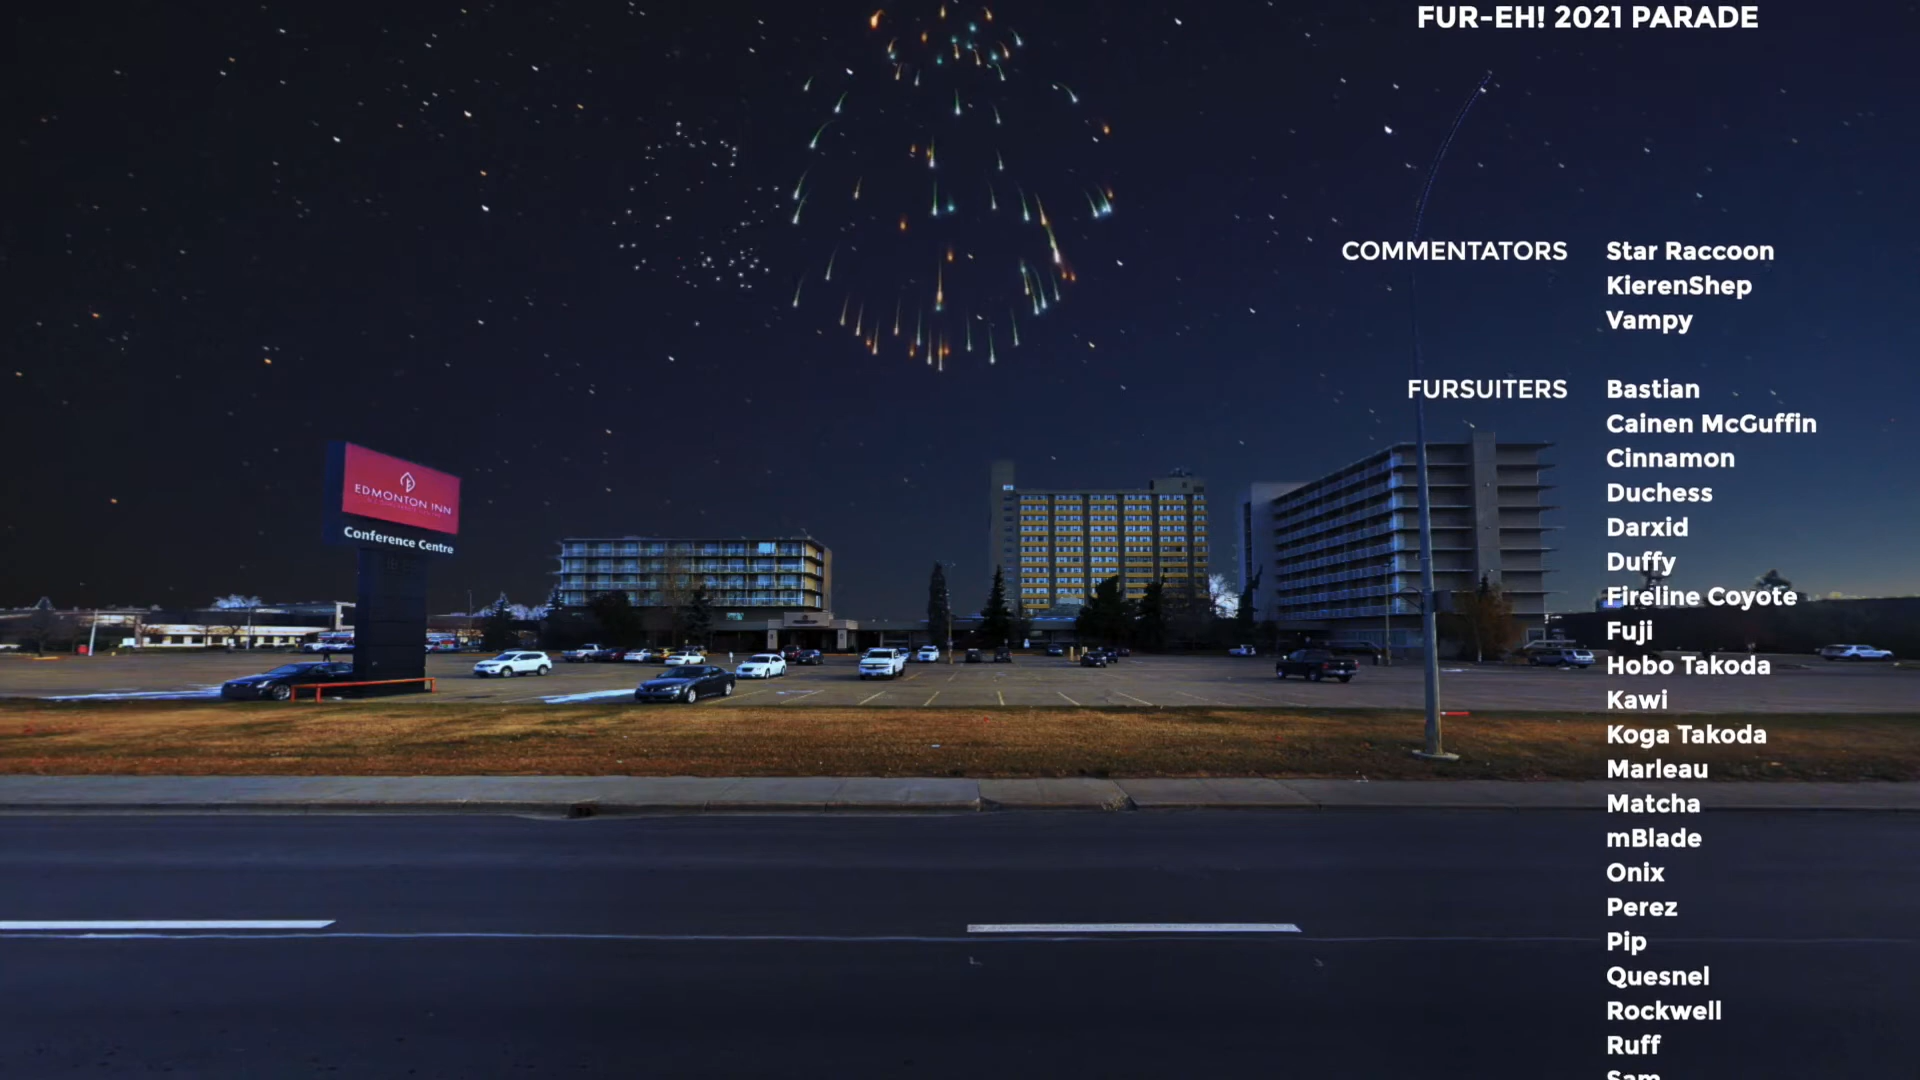 FUR-EH! 2021 PARADE
COMMENTATORS Star Raccoon
KierenShep
Vampy
FURSUITERS Bastian
Cainen McGuffin
Cinnamon
Duchess
Darxid
Duffy
Fireline Coyote
Fuji
Hobo Takoda
Kawi
Koga Takoda
Marleau
Matcha
mBlade
Onix
Perez
Pip
Quesnel
Rockwell
Ruff
Sam
EDMONTON INN
Conference Centre